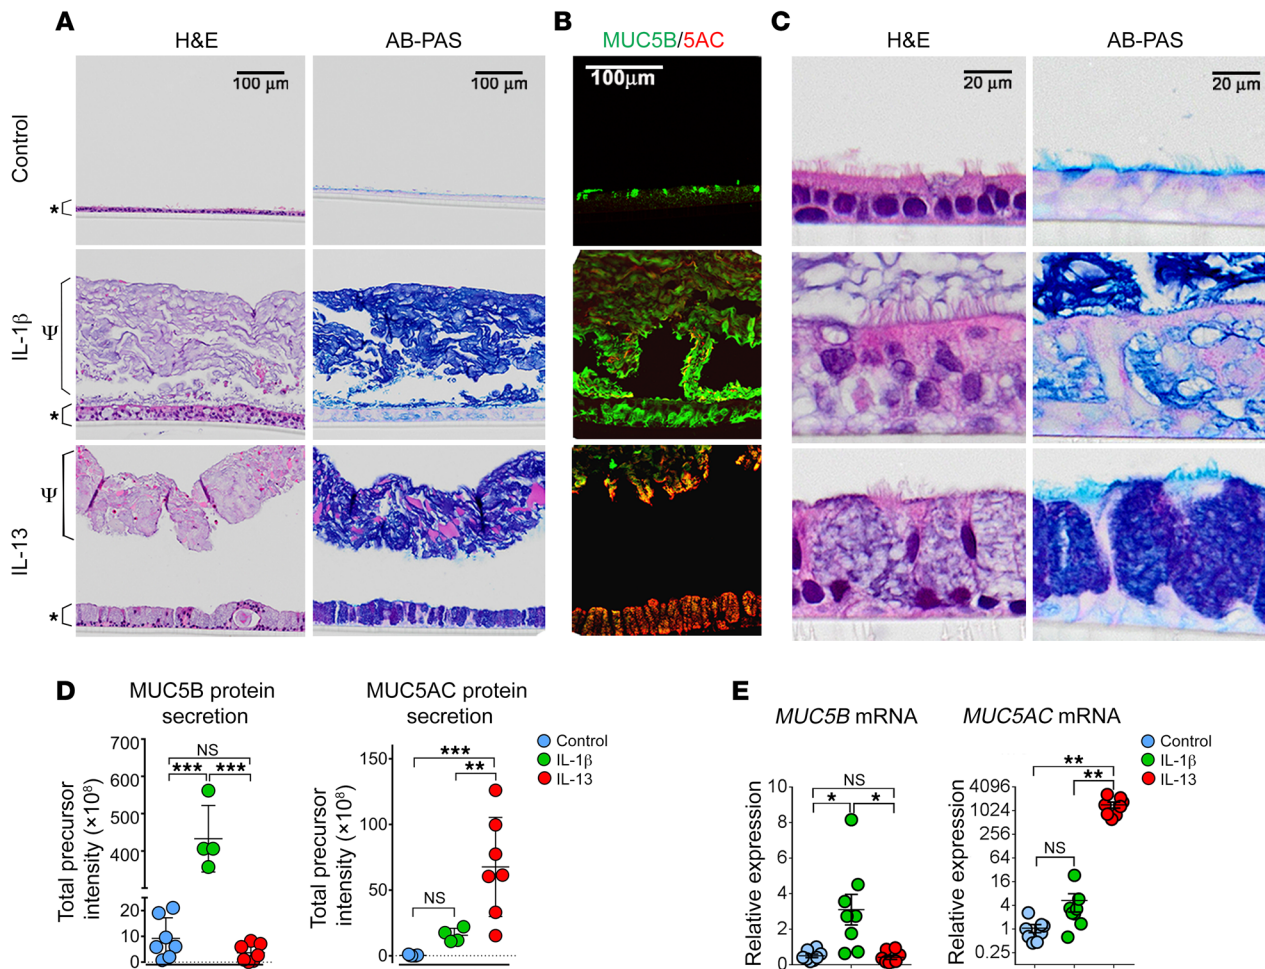 A
B
C
H&E
AB-PAS
MUC5B/5AC
H&E
AB-PAS
100 μm
100 μm
100μm
20 μm
20 μm
Control
*
IL-1β
Ψ
*
IL-13
Ψ
*
D
MUC5B protein
secretion
Total precursor
intensity (×10⁸)
700
600
500
400
20
10
0
NS
***
***
MUC5AC protein
secretion
Total precursor
intensity (×10⁸)
150
100
50
0
***
**
NS
Control
IL-1β
IL-13
E
MUC5B mRNA
Relative expression
10
8
6
4
2
0
NS
*
*
MUC5AC mRNA
Relative expression
4096
1024
256
64
16
4
1
0.25
**
**
NS
Control
IL-1β
IL-13